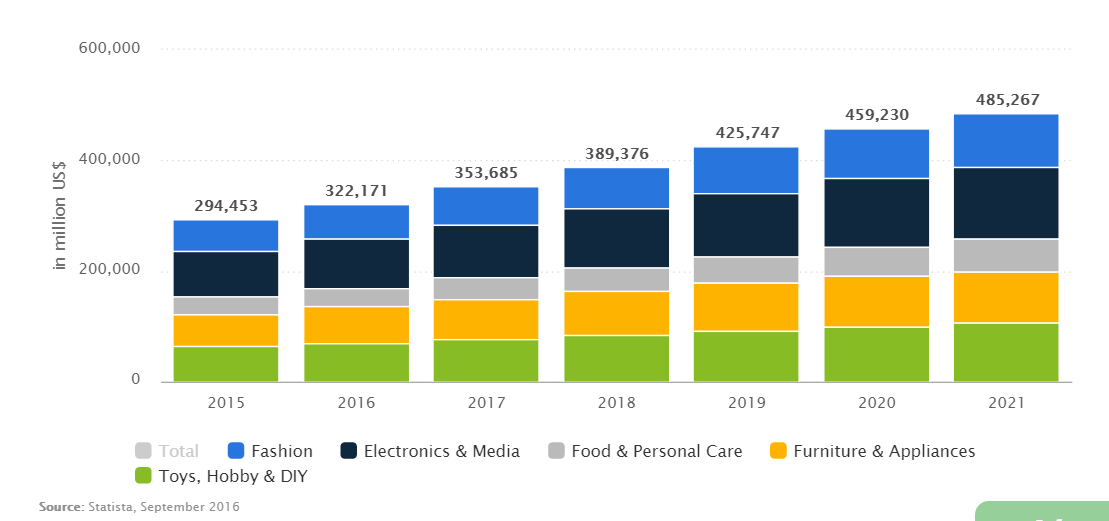 600,000
400,000
200,000
0
in million US$
294,453
322,171
353,685
389,376
425,747
459,230
485,267
2015 2016 2017 2018 2019 2020 2021
Total Fashion Electronics & Media Food & Personal Care Furniture & Appliances
Toys, Hobby & DIY
Source: Statista, September 2016